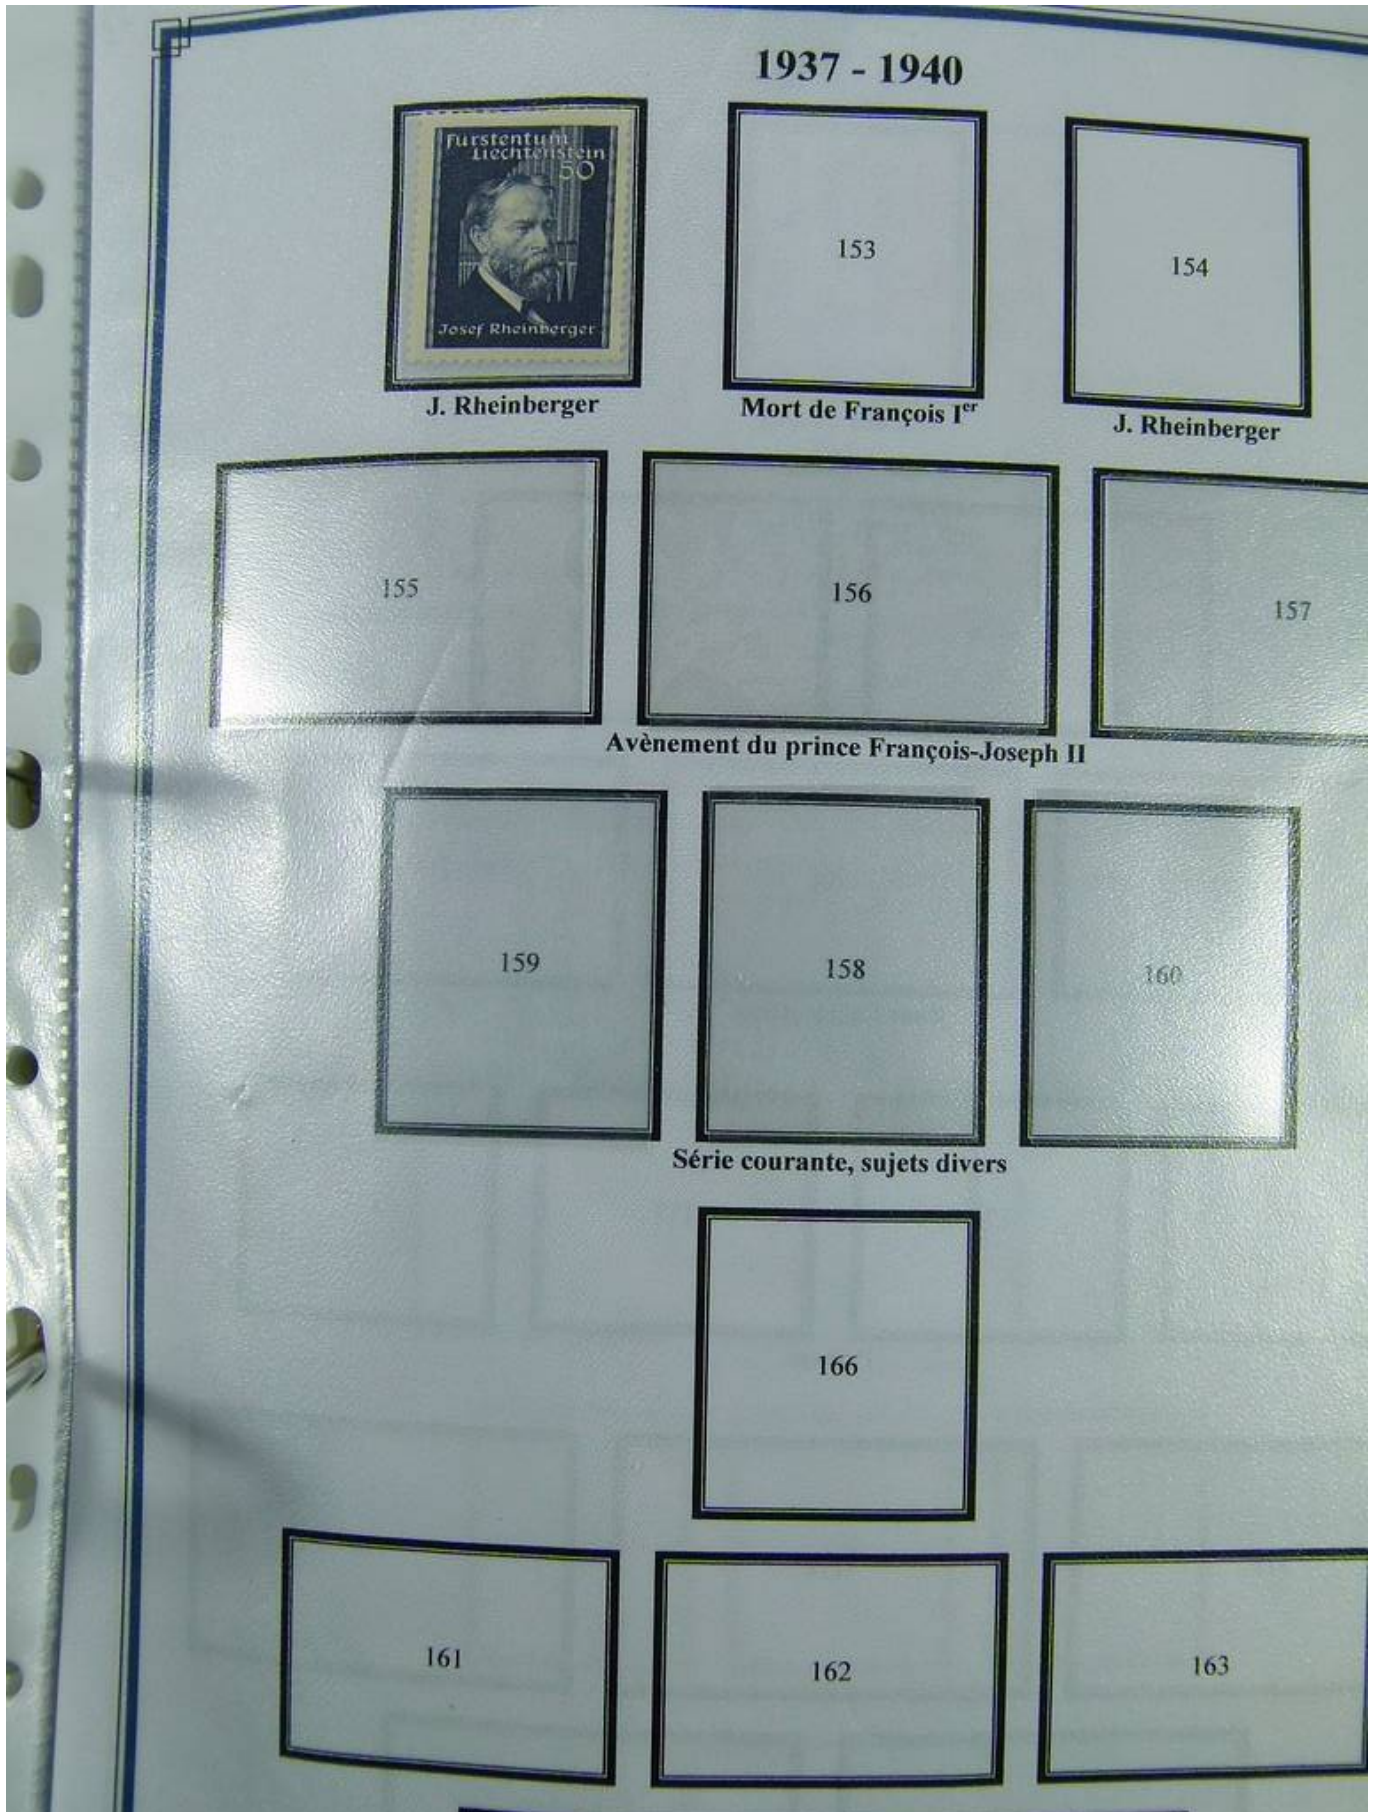 1937 - 1940
Fürstentum
Liechtenstein
50
Josef Rheinberger
153
154
J. Rheinberger
Mort de François Ier
J. Rheinberger
155
156
157
Avènement du prince François-Joseph II
159
158
160
Série courante, sujets divers
166
161
162
163